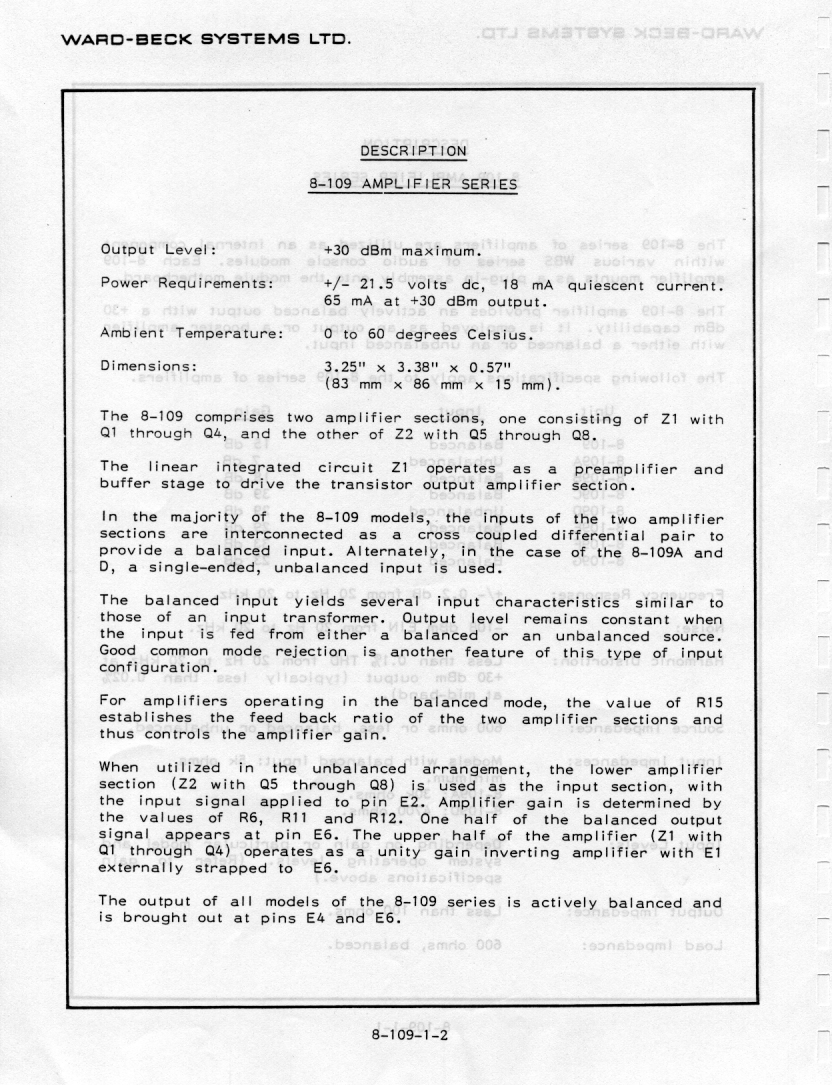 WARD-BECK SYSTEMS LTD.
DESCRIPTION
8-109 AMPLIFIER SERIES
Output Level: +30 dBm maximum.
Power Requirements: +/- 21.5 volts dc, 18 mA quiescent current.
65 mA at +30 dBm output.
Ambient Temperature: 0 to 60 degrees Celsius.
Dimensions: 3.25" x 3.38" x 0.57"
(83 mm x 86 mm x 15 mm).
The 8-109 comprises two amplifier sections, one consisting of Z1 with
Q1 through Q4, and the other of Z2 with Q5 through Q8.
The linear integrated circuit Z1 operates as a preamplifier and
buffer stage to drive the transistor output amplifier section.
In the majority of the 8-109 models, the inputs of the two amplifier
sections are interconnected as a cross coupled differential pair to
provide a balanced input. Alternately, in the case of the 8-109A and
D, a single-ended, unbalanced input is used.
The balanced input yields several input characteristics similar to
those of an input transformer. Output level remains constant when
the input is fed from either a balanced or an unbalanced source.
Good common mode rejection is another feature of this type of input
configuration.
For amplifiers operating in the balanced mode, the value of R15
establishes the feed back ratio of the two amplifier sections and
thus controls the amplifier gain.
When utilized in the unbalanced arrangement, the lower amplifier
section (Z2 with Q5 through Q8) is used as the input section, with
the input signal applied to pin E2. Amplifier gain is determined by
the values of R6, R11 and R12. One half of the balanced output
signal appears at pin E6. The upper half of the amplifier (Z1 with
Q1 through Q4) operates as a unity gain inverting amplifier with E1
externally strapped to E6.
The output of all models of the 8-109 series is actively balanced and
is brought out at pins E4 and E6.
8-109-1-2